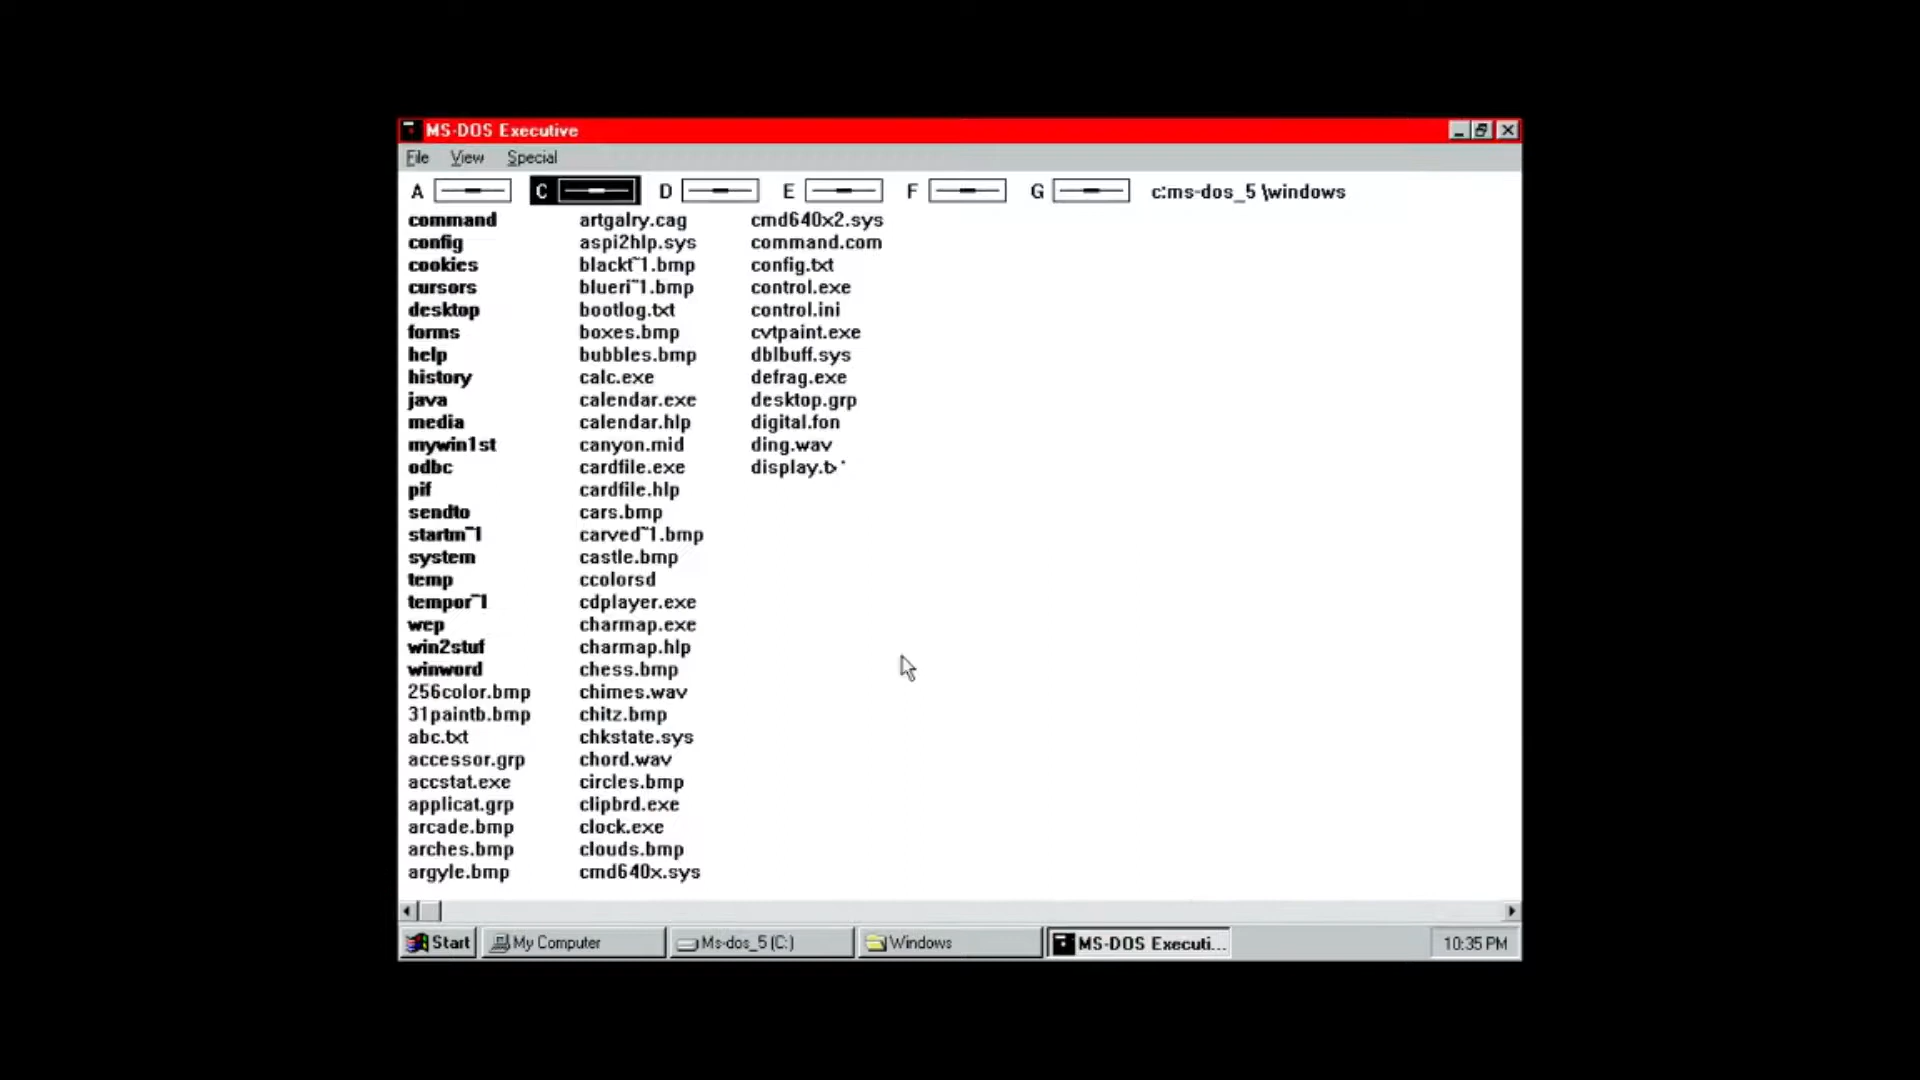 MS-DOS Executive
File View Special
A C D E F G c:ms-dos_5 \windows
command artgalry.cag cmd640x2.sys
config aspi2hlp.sys command.com
cookies blackt~1.bmp config.txt
cursors blueri~1.bmp control.exe
desktop bootlog.txt control.ini
forms boxes.bmp cvtpaint.exe
help bubbles.bmp dblbuff.sys
history calc.exe defrag.exe
java calendar.exe desktop.grp
media calendar.hlp digital.fon
mywin1st canyon.mid ding.wav
odbc cardfile.exe
pif cardfile.hlp
sendto cars.bmp
startm~1 carved~1.bmp
system castle.bmp
temp ccolorsd
tempor~1 cdplayer.exe
wep charmap.exe
win2stuf charmap.hlp
winword chess.bmp
256color.bmp chimes.wav
31paintb.bmp chitz.bmp
abc.txt chkstate.sys
accessor.grp chord.wav
accstat.exe circles.bmp
applicat.grp clipbrd.exe
arcade.bmp clock.exe
arches.bmp clouds.bmp
argyle.bmp cmd640x.sys
Start My Computer Ms-dos_5 (C:) Windows MS-DOS Executi... 10:35 PM